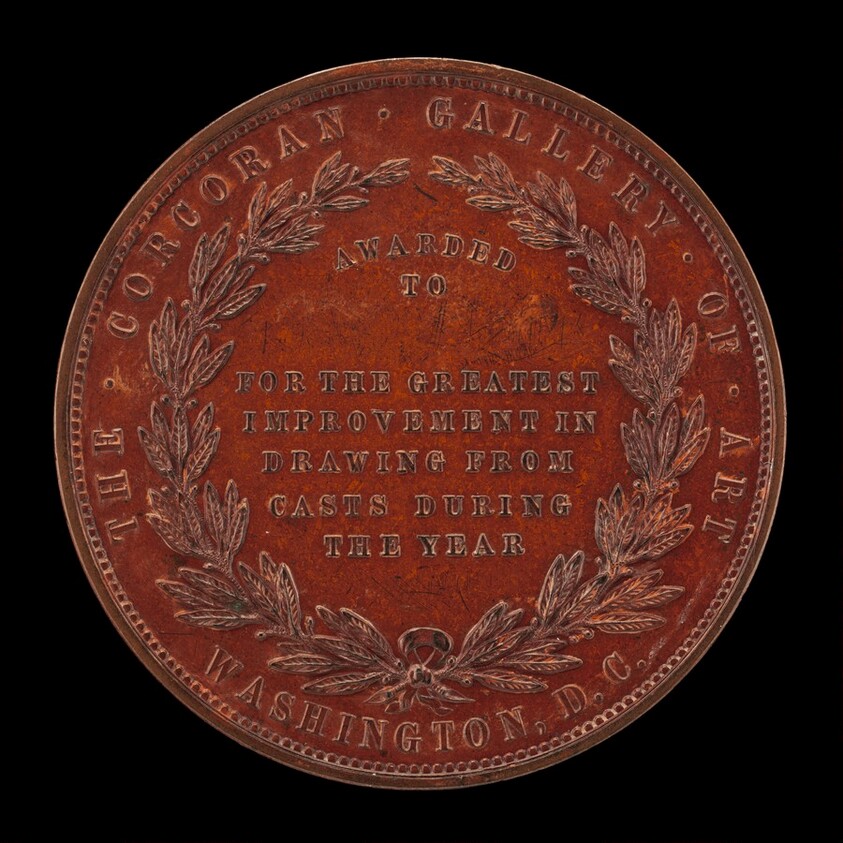 THE · CORCORAN · GALLERY · OF · ART
AWARDED
TO
FOR THE GREATEST
IMPROVEMENT IN
DRAWING FROM
CASTS DURING
THE YEAR
WASHINGTON, D.C.